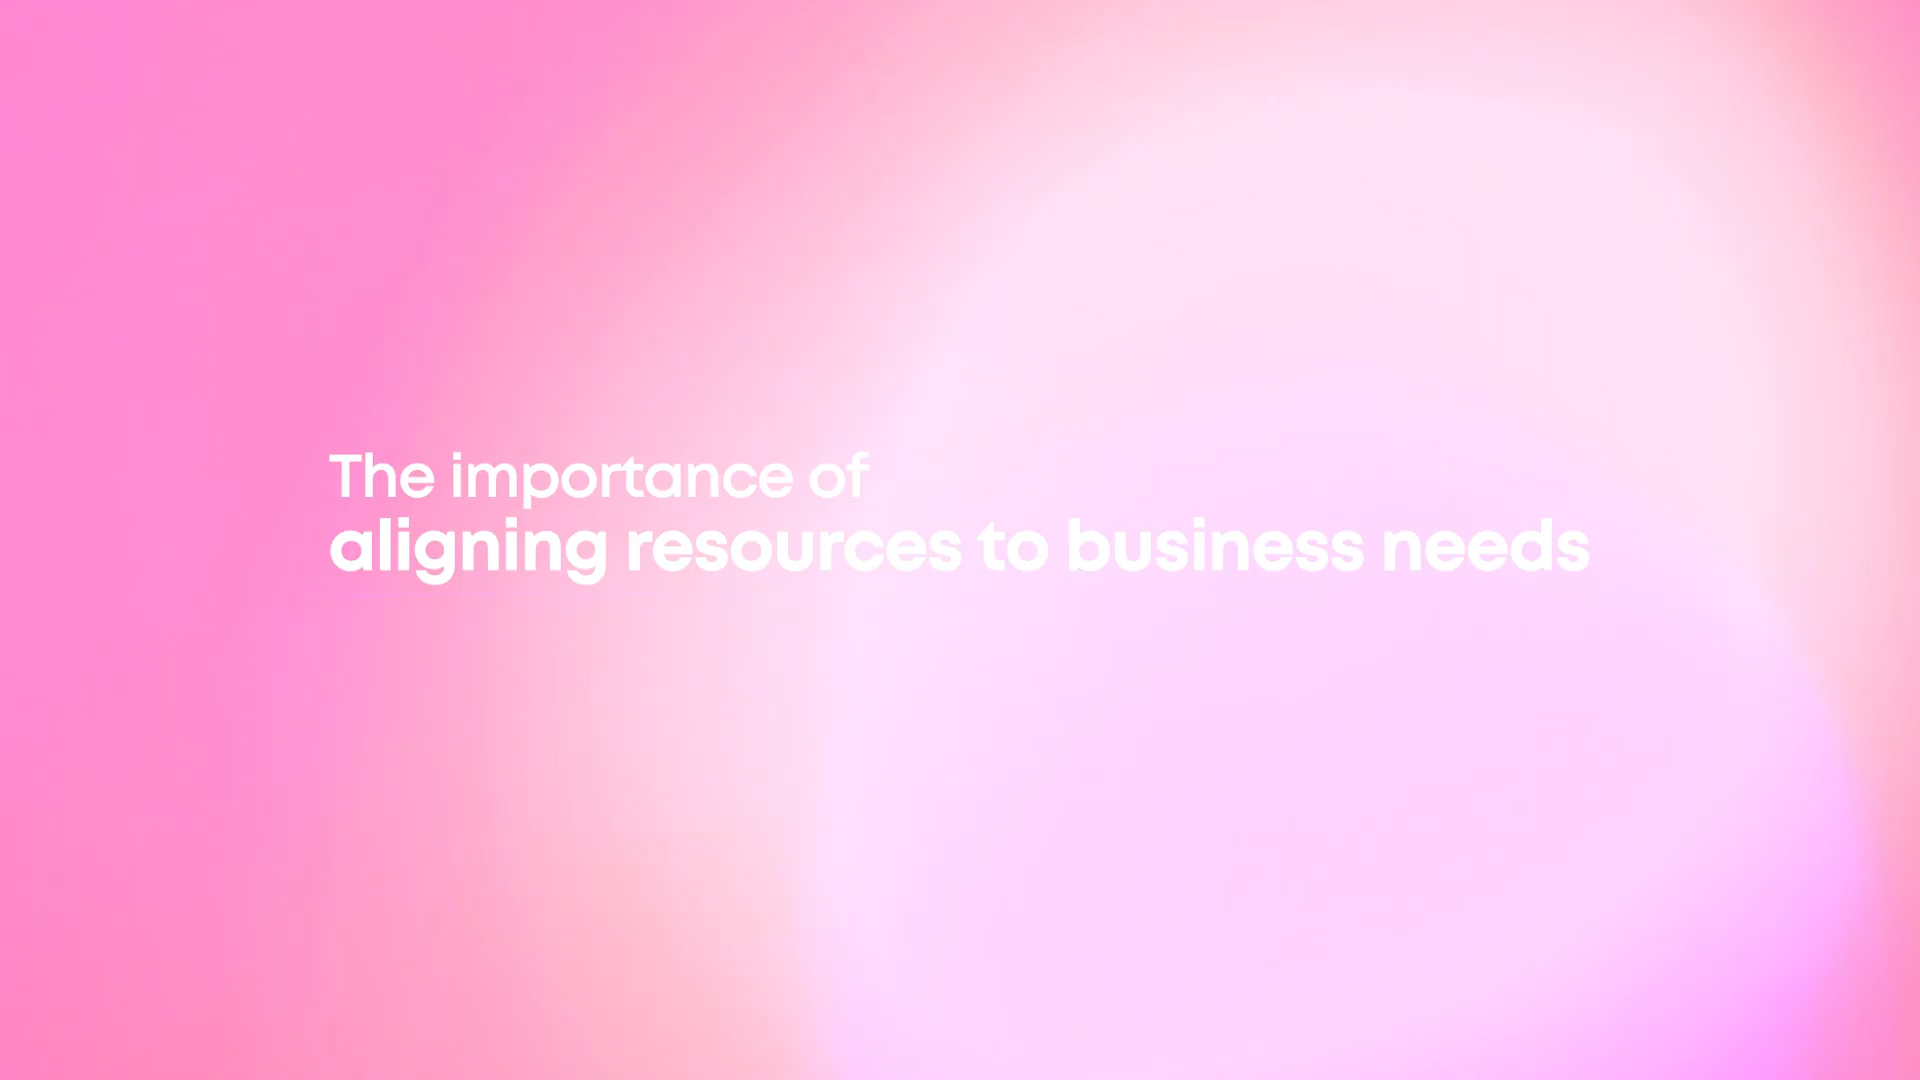 The importance of
aligning resources to business needs